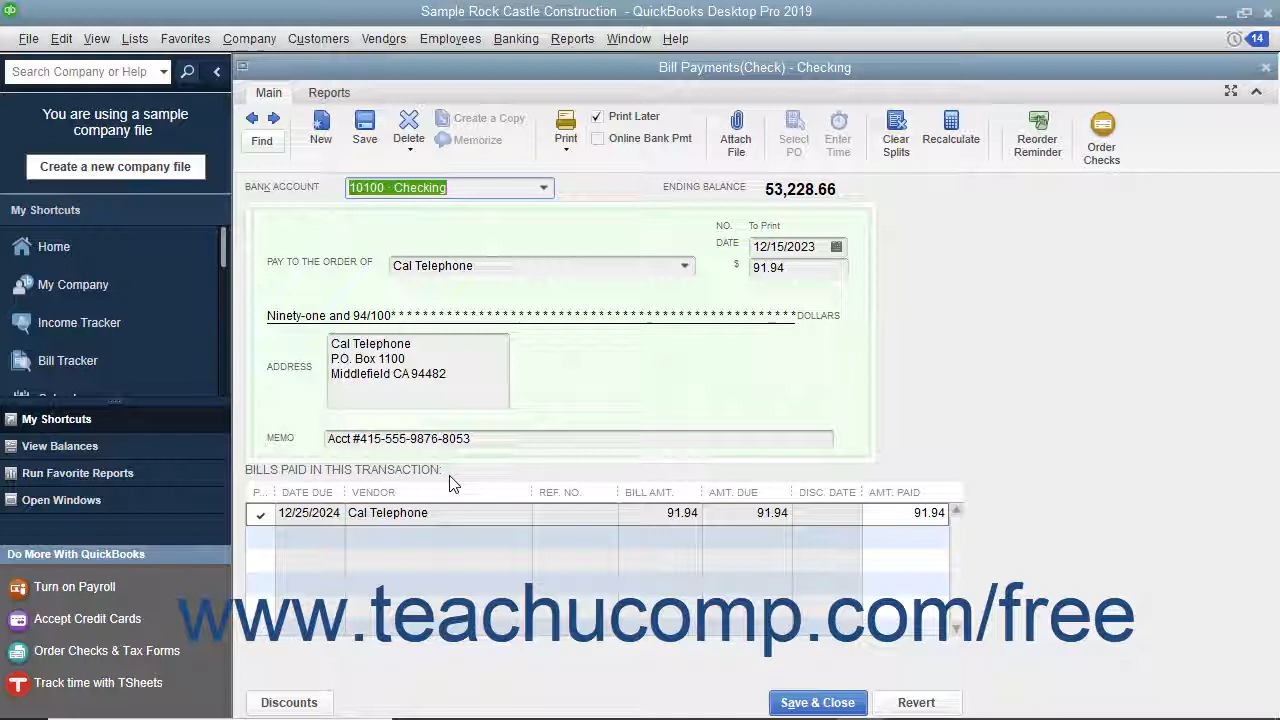 Sample Rock Castle Construction - QuickBooks Desktop Pro 2019
File Edit View Lists Favorites Company Customers Vendors Employees Banking Reports Window Help 14
Search Company or Help
Bill Payments(Check) - Checking
Main Reports
You are using a sample
company file
Create a new company file
Find New Save Delete Create a Copy
Memorize
Print Print Later
Online Bank Pmt
Attach
File
Select
PO
Enter
Time
Clear
Splits
Recalculate
Reorder
Reminder
Order
Checks
BANK ACCOUNT 10100 · Checking ENDING BALANCE 53,228.66
My Shortcuts
Home
My Company
Income Tracker
Bill Tracker
NO. To Print
DATE 12/15/2023
PAY TO THE ORDER OF Cal Telephone $ 91.94
Ninety-one and 94/100* * * * * * * * * * * * * * * * * * * * * * * * * * * * * * * * * * * * * * * * * * * * * * * * * * * DOLLARS
ADDRESS
Cal Telephone
P.O. Box 1100
Middlefield CA 94482
MEMO Acct #415-555-9876-8053
My Shortcuts
View Balances
Run Favorite Reports
Open Windows
BILLS PAID IN THIS TRANSACTION:
P... DATE DUE VENDOR REF. NO. BILL AMT. AMT. DUE DISC. DATE AMT. PAID
12/25/2024 Cal Telephone 91.94 91.94 91.94
Do More With QuickBooks
Turn on Payroll
Accept Credit Cards
Order Checks & Tax Forms
Track time with TSheets
www.teachucomp.com/free
Discounts Save & Close Revert